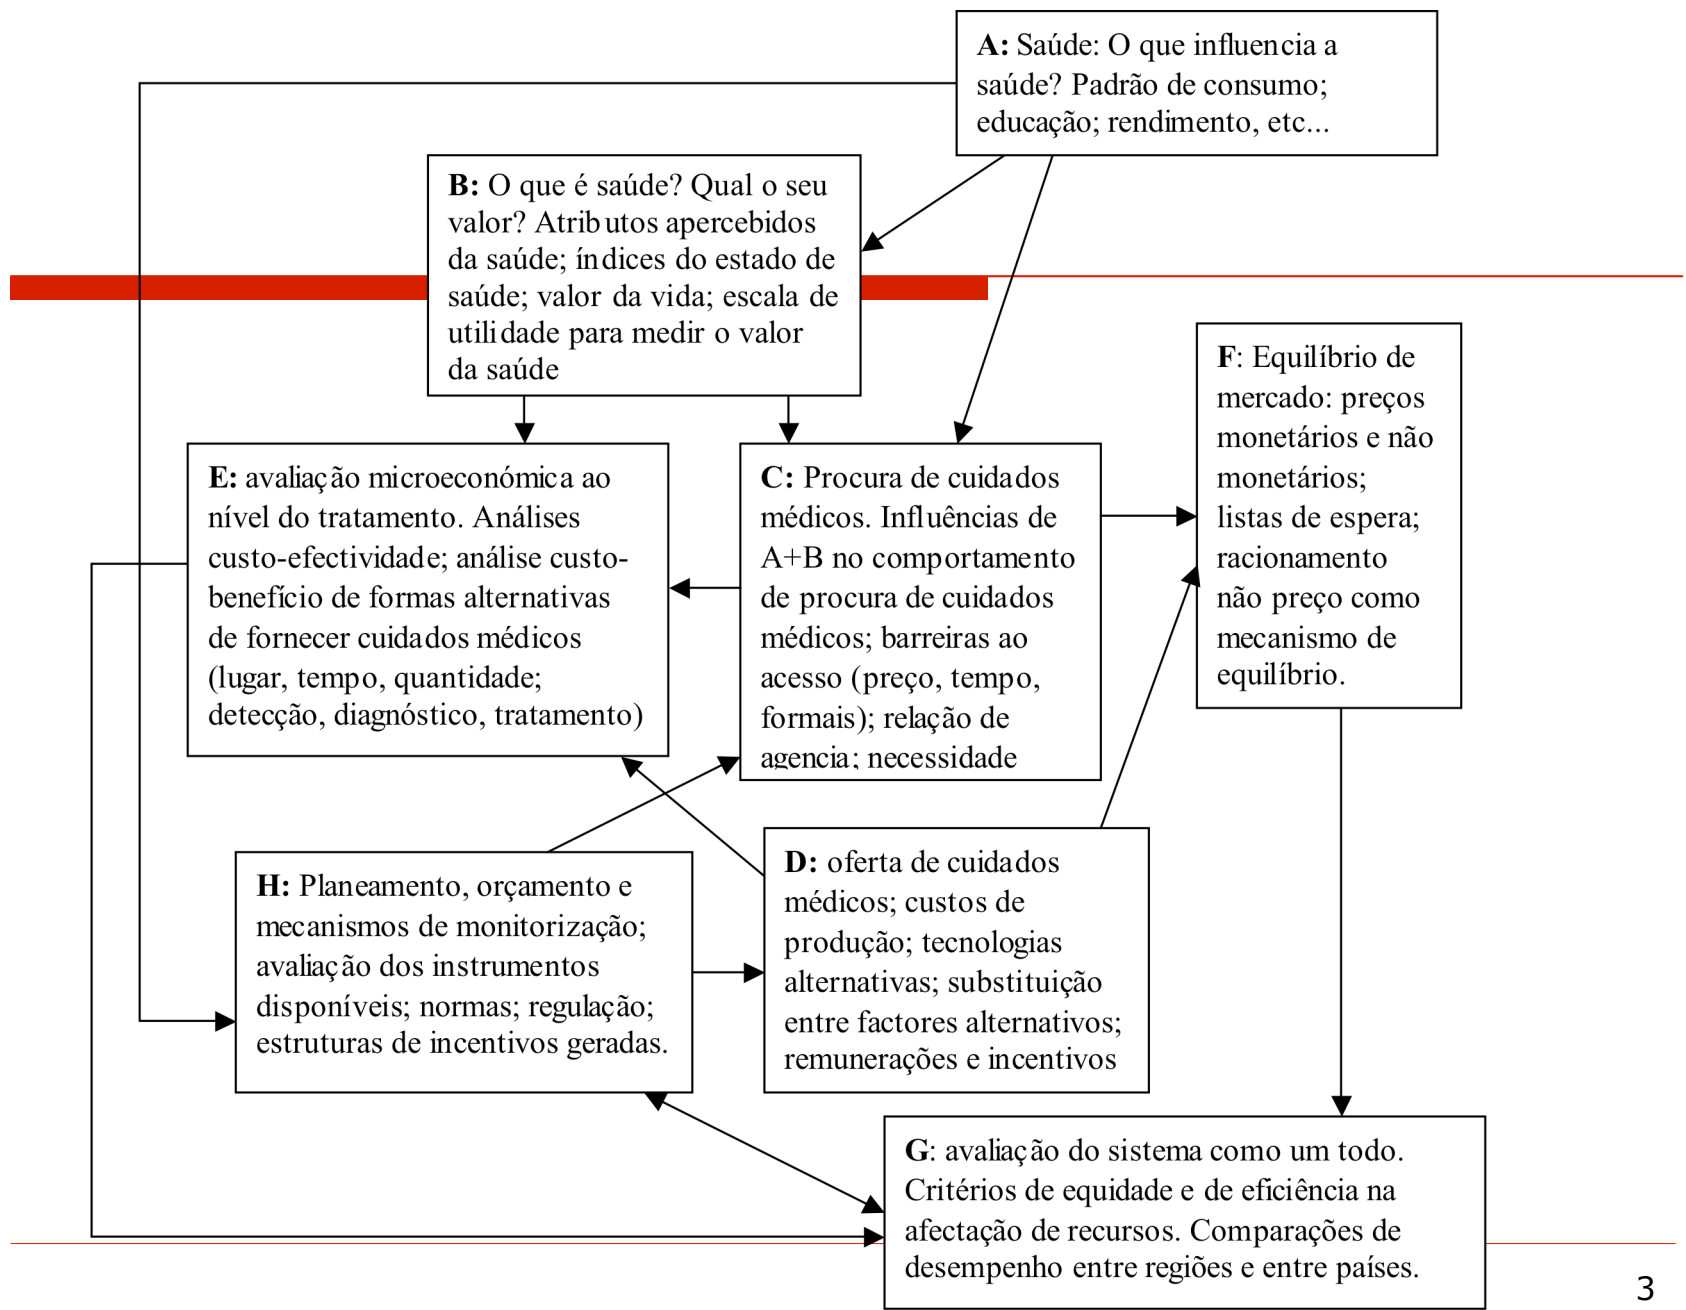 A: Saúde: O que influencia a
saúde? Padrão de consumo;
educação; rendimento, etc...
B: O que é saúde? Qual o seu
valor? Atributos apercebidos
da saúde; índices do estado de
saúde; valor da vida; escala de
utilidade para medir o valor
da saúde
F: Equilíbrio de
mercado: preços
monetários e não
monetários;
listas de espera;
racionamento
não preço como
mecanismo de
equilíbrio.
E: avaliação microeconómica ao
nível do tratamento. Análises
custo-efectividade; análise custo-
benefício de formas alternativas
de fornecer cuidados médicos
(lugar, tempo, quantidade;
detecção, diagnóstico, tratamento)
C: Procura de cuidados
médicos. Influências de
A+B no comportamento
de procura de cuidados
médicos; barreiras ao
acesso (preço, tempo,
formais); relação de
agencia; necessidade
H: Planeamento, orçamento e
mecanismos de monitorização;
avaliação dos instrumentos
disponíveis; normas; regulação;
estruturas de incentivos geradas.
D: oferta de cuidados
médicos; custos de
produção; tecnologias
alternativas; substituição
entre factores alternativos;
remunerações e incentivos
G: avaliação do sistema como um todo.
Critérios de equidade e de eficiência na
afectação de recursos. Comparações de
desempenho entre regiões e entre países.
3